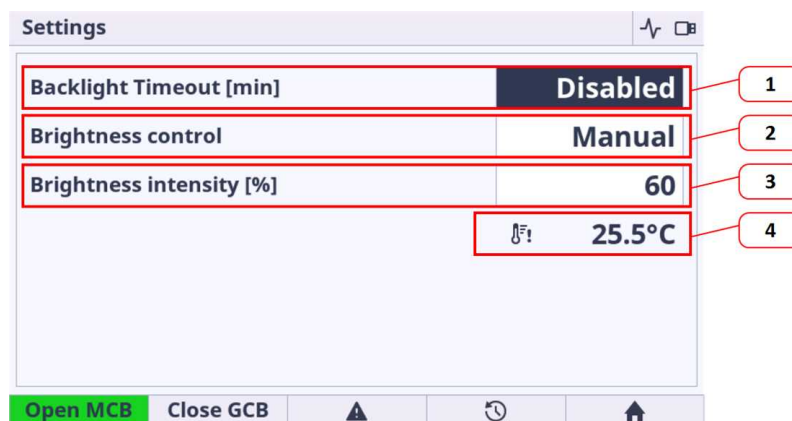 Settings
Backlight Timeout [min] Disabled 1
Brightness control Manual 2
Brightness intensity [%] 60 3
25.5°C 4
Open MCB Close GCB